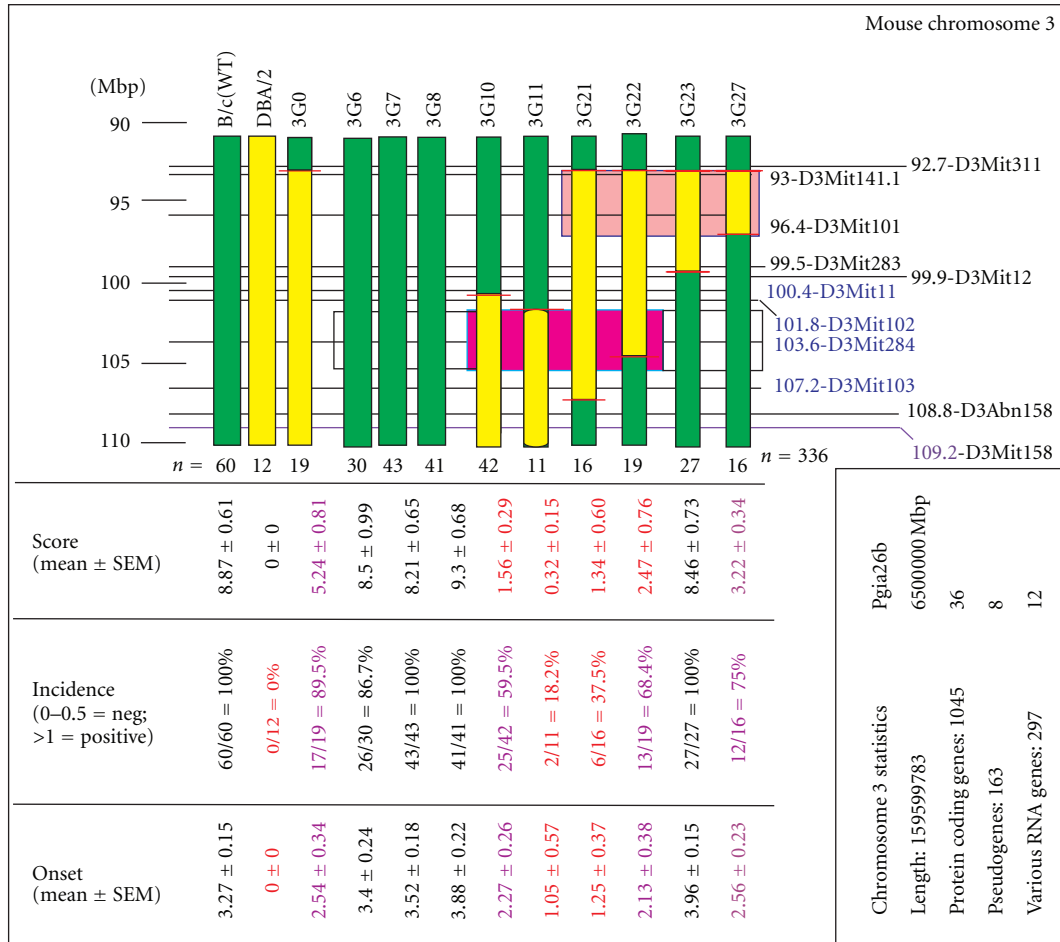 Mouse chromosome 3
(Mbp)
B/c(WT)
DBA/2
3G0
3G6
3G7
3G8
3G10
3G11
3G21
3G22
3G23
3G27
90
95
100
105
110
92.7-D3Mit311
93-D3Mit141.1
96.4-D3Mit101
99.5-D3Mit283
99.9-D3Mit12
100.4-D3Mit11
101.8-D3Mit102
103.6-D3Mit284
107.2-D3Mit103
108.8-D3Abn158
109.2-D3Mit158
n = 60 12 19 30 43 41 42 11 16 19 27 16 n = 336
Score
(mean ± SEM)
8.87 ± 0.61
0 ± 0
5.24 ± 0.81
8.5 ± 0.99
8.21 ± 0.65
9.3 ± 0.68
1.56 ± 0.29
0.32 ± 0.15
1.34 ± 0.60
2.47 ± 0.76
8.46 ± 0.73
3.22 ± 0.34
Incidence
(0–0.5 = neg;
>1 = positive)
60/60 = 100%
0/12 = 0%
17/19 = 89.5%
26/30 = 86.7%
43/43 = 100%
41/41 = 100%
25/42 = 59.5%
2/11 = 18.2%
6/16 = 37.5%
13/19 = 68.4%
27/27 = 100%
12/16 = 75%
Onset
(mean ± SEM)
3.27 ± 0.15
0 ± 0
2.54 ± 0.34
3.4 ± 0.24
3.52 ± 0.18
3.88 ± 0.22
2.27 ± 0.26
1.05 ± 0.57
1.25 ± 0.37
2.13 ± 0.38
3.96 ± 0.15
2.56 ± 0.23
Chromosome 3 statistics Pgia26b
Length: 159599783 6500000 Mbp
Protein coding genes: 1045 36
Pseudogenes: 163 8
Various RNA genes: 297 12